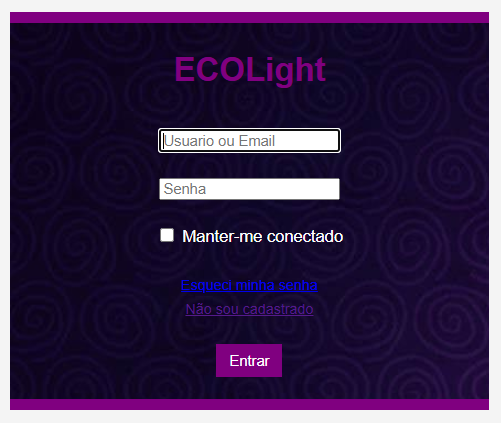 ECOLight
Usuario ou Email
Senha
Manter-me conectado
Esqueci minha senha
Não sou cadastrado
Entrar